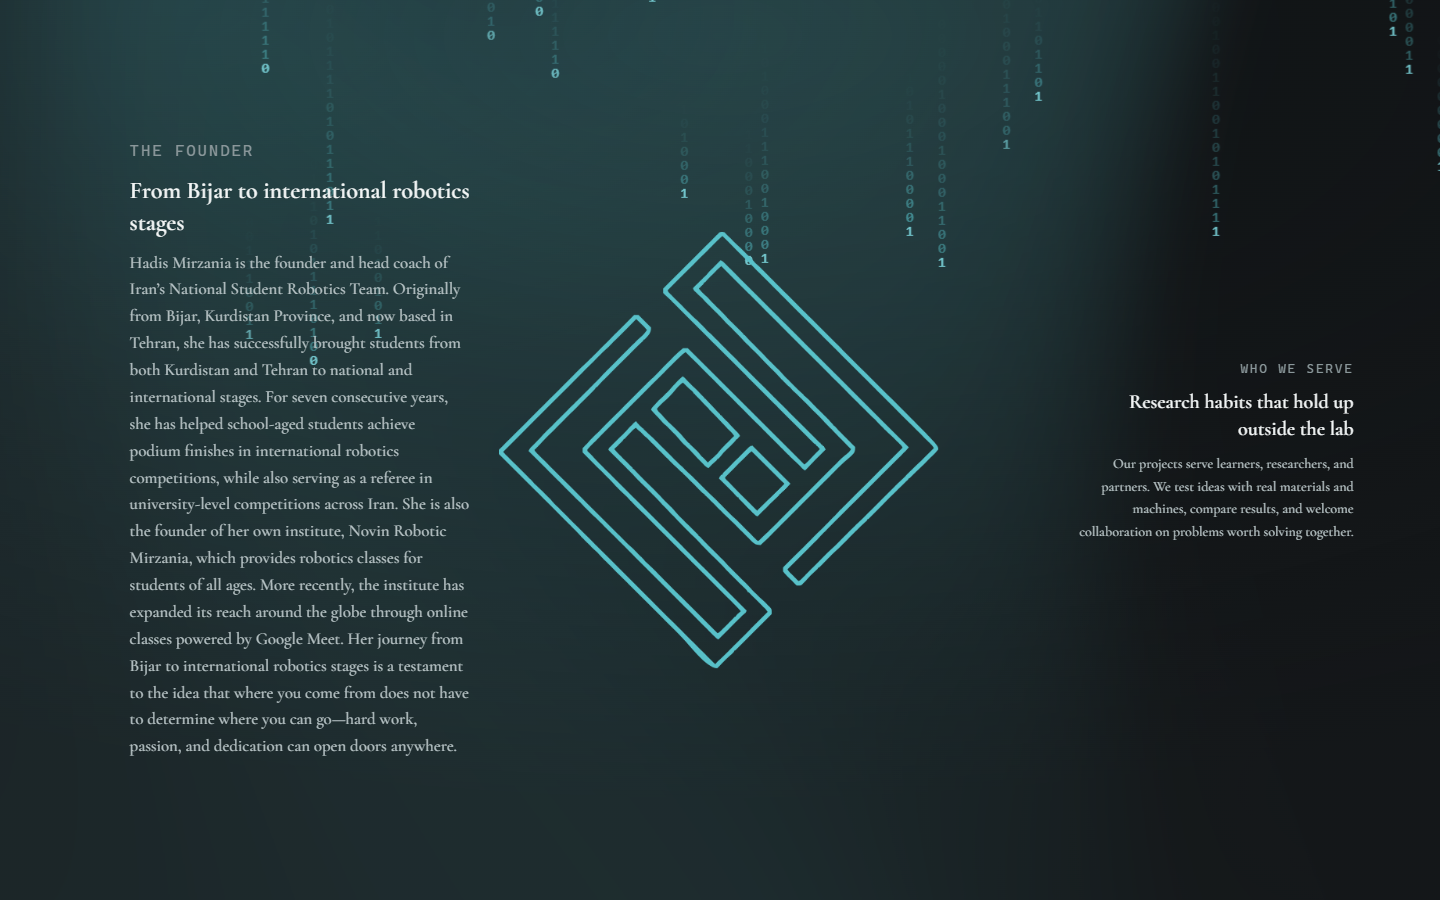 THE FOUNDER
From Bijar to international robotics
stages
Hadis Mirzania is the founder and head coach of
Iran’s National Student Robotics Team. Originally
from Bijar, Kurdistan Province, and now based in
Tehran, she has successfully brought students from
both Kurdistan and Tehran to national and
international stages. For seven consecutive years,
she has helped school-aged students achieve
podium finishes in international robotics
competitions, while also serving as a referee in
university-level competitions across Iran. She is also
the founder of her own institute, Novin Robotic
Mirzania, which provides robotics classes for
students of all ages. More recently, the institute has
expanded its reach around the globe through online
classes powered by Google Meet. Her journey from
Bijar to international robotics stages is a testament
to the idea that where you come from does not have
to determine where you can go—hard work,
passion, and dedication can open doors anywhere.
WHO WE SERVE
Research habits that hold up
outside the lab
Our projects serve learners, researchers, and
partners. We test ideas with real materials and
machines, compare results, and welcome
collaboration on problems worth solving together.